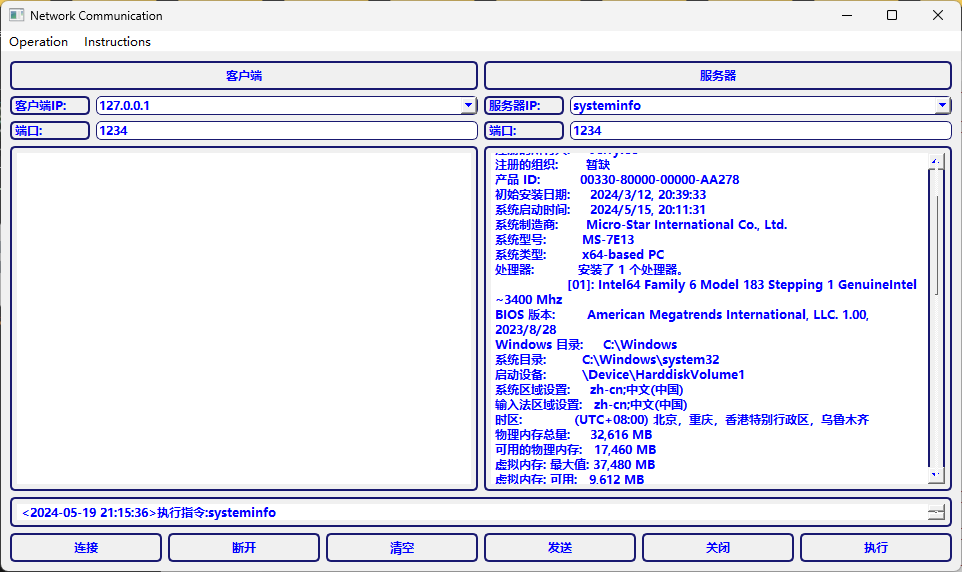 Network Communication
Operation Instructions
客户端 服务器
客户端IP: 127.0.0.1 服务器IP: systeminfo
端口: 1234 端口: 1234
注册的组织: 暂缺
产品 ID: 00330-80000-00000-AA278
初始安装日期: 2024/3/12, 20:39:33
系统启动时间: 2024/5/15, 20:11:31
系统制造商: Micro-Star International Co., Ltd.
系统型号: MS-7E13
系统类型: x64-based PC
处理器: 安装了 1 个处理器。
[01]: Intel64 Family 6 Model 183 Stepping 1 GenuineIntel
~3400 Mhz
BIOS 版本: American Megatrends International, LLC. 1.00,
2023/8/28
Windows 目录: C:\Windows
系统目录: C:\Windows\system32
启动设备: \Device\HarddiskVolume1
系统区域设置: zh-cn;中文(中国)
输入法区域设置: zh-cn;中文(中国)
时区: (UTC+08:00) 北京，重庆，香港特别行政区，乌鲁木齐
物理内存总量: 32,616 MB
可用的物理内存: 17,460 MB
虚拟内存: 最大值: 37,480 MB
虚拟内存: 可用: 9,612 MB
<2024-05-19 21:15:36>执行指令:systeminfo
连接 断开 清空 发送 关闭 执行